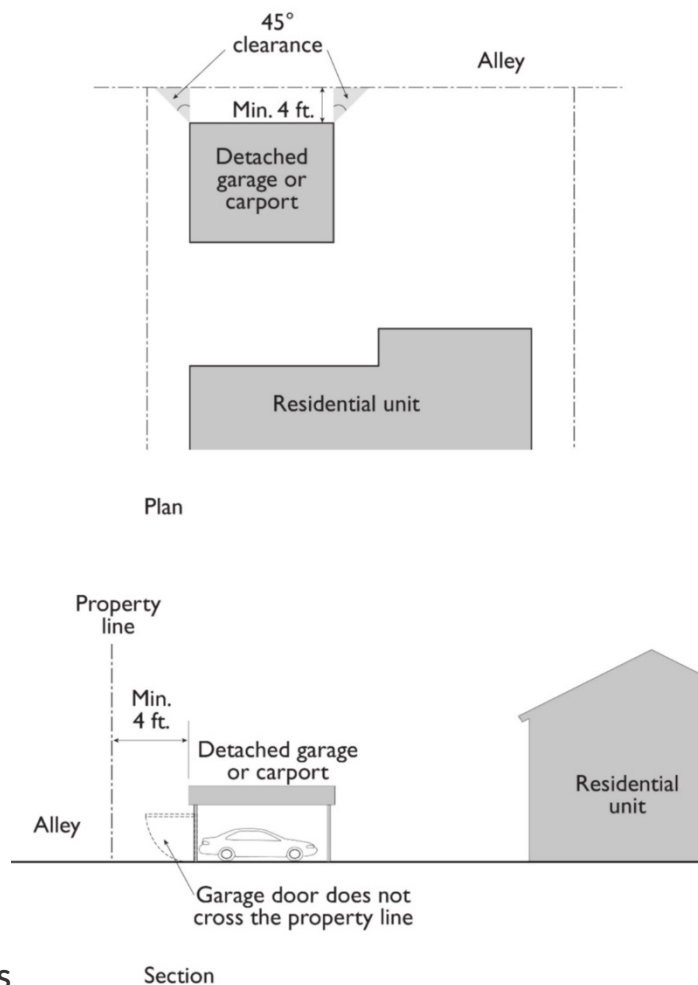 45°
clearance
Alley
Min. 4 ft.
Detached
garage or
carport
Residential unit
Plan
Property
line
Min.
4 ft.
Detached garage
or carport
Residential
unit
Alley
Garage door does not
cross the property line
s
Section